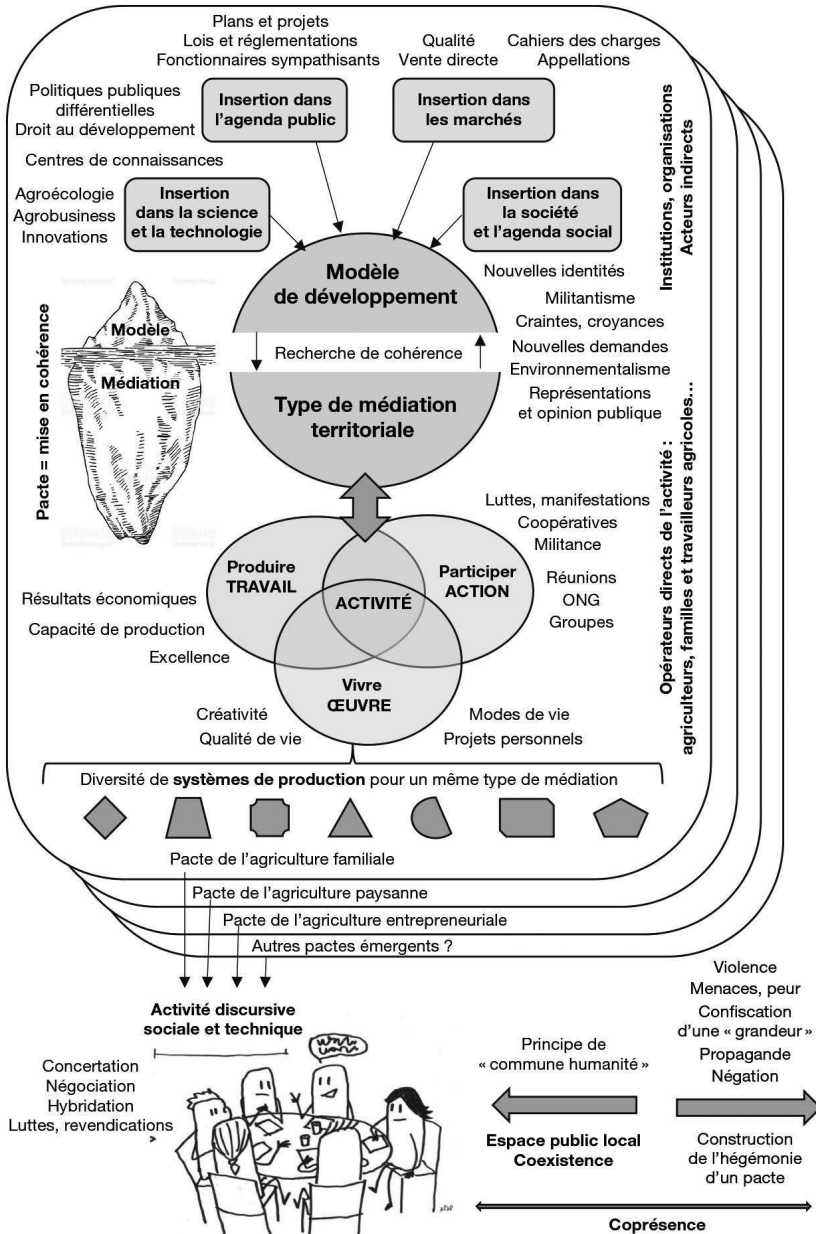 Plans et projets
Lois et réglementations
Fonctionnaires sympathisants
Qualité
Vente directe
Cahiers des charges
Appellations
Politiques publiques
différentielles
Droit au développement
Insertion dans
l'agenda public
Insertion dans
les marchés
Centres de connaissances
Agroécologie
Agrobusiness
Innovations
Insertion
dans la science
et la technologie
Insertion dans
la société
et l'agenda social
Institutions, organisations
Acteurs indirects
Modèle
de développement
Nouvelles identités
Militantisme
Craintes, croyances
Nouvelles demandes
Environnementalisme
Représentations
et opinion publique
Recherche de cohérence
Type de médiation
territoriale
Pacte = mise en cohérence
Modèle
Médiation
Opérateurs directs de l'activité :
agriculteurs, familles et travailleurs agricoles...
Luttes, manifestations
Coopératives
Militance
Réunions
ONG
Groupes
Produire
TRAVAIL
Participer
ACTION
ACTIVITÉ
Vivre
ŒUVRE
Résultats économiques
Capacité de production
Excellence
Créativité
Qualité de vie
Modes de vie
Projets personnels
Diversité de systèmes de production pour un même type de médiation
Pacte de l'agriculture familiale
Pacte de l'agriculture paysanne
Pacte de l'agriculture entrepreneuriale
Autres pactes émergents ?
Activité discursive
sociale et technique
Concertation
Négociation
Hybridation
Luttes, revendications
Principe de
« commune humanité »
Espace public local
Coexistence
Violence
Menaces, peur
Confiscation
d'une « grandeur »
Propagande
Négation
Construction
de l'hégémonie
d'un pacte
Coprésence